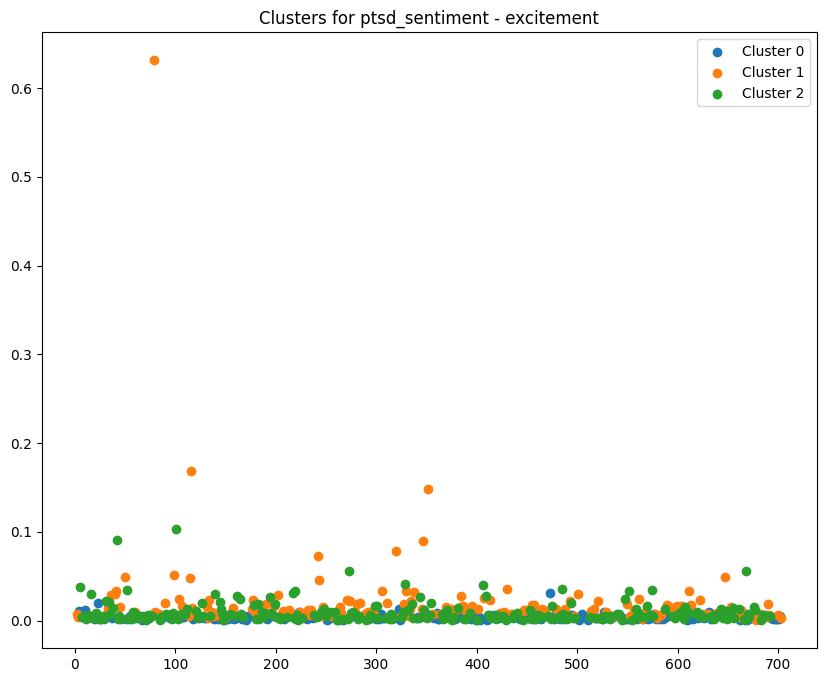 Clusters for ptsd_sentiment - excitement
Cluster 0
Cluster 1
Cluster 2
0.6
0.5
0.4
0.3
0.2
0.1
0.0
0 100 200 300 400 500 600 700